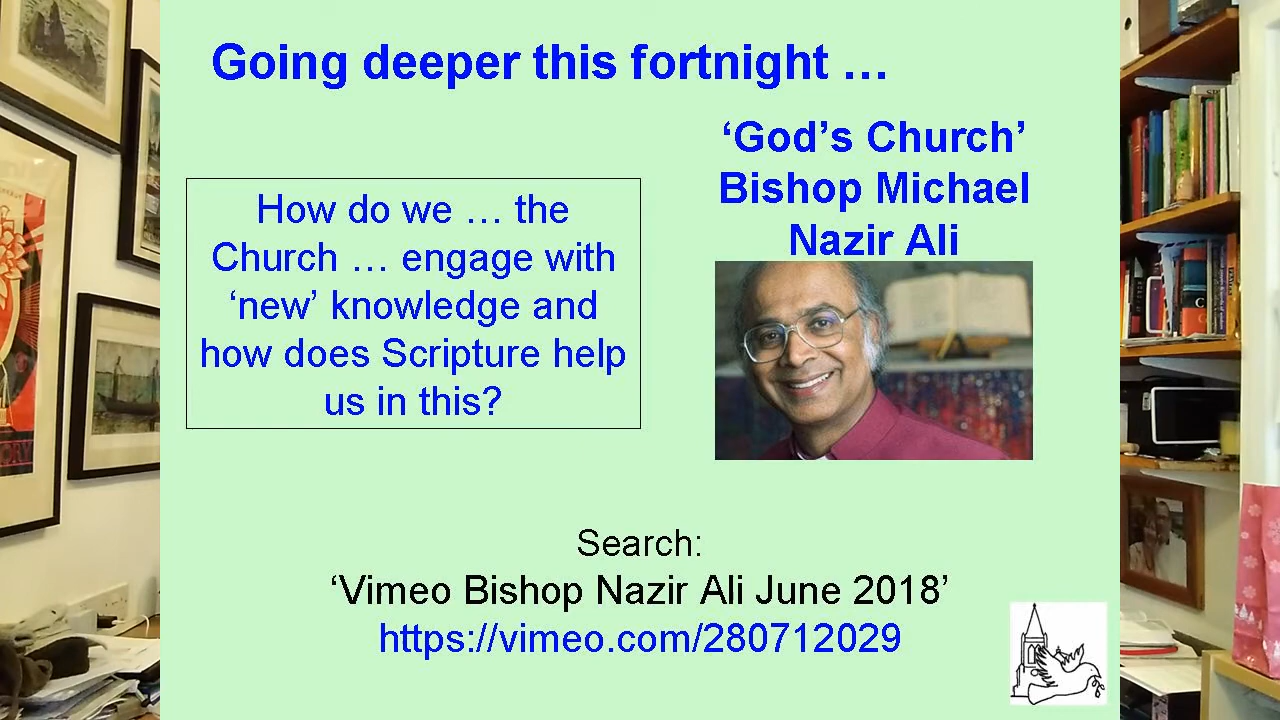 Going deeper this fortnight …
‘God’s Church’
Bishop Michael
Nazir Ali
How do we … the
Church … engage with
‘new’ knowledge and
how does Scripture help
us in this?
Search:
‘Vimeo Bishop Nazir Ali June 2018’
https://vimeo.com/280712029